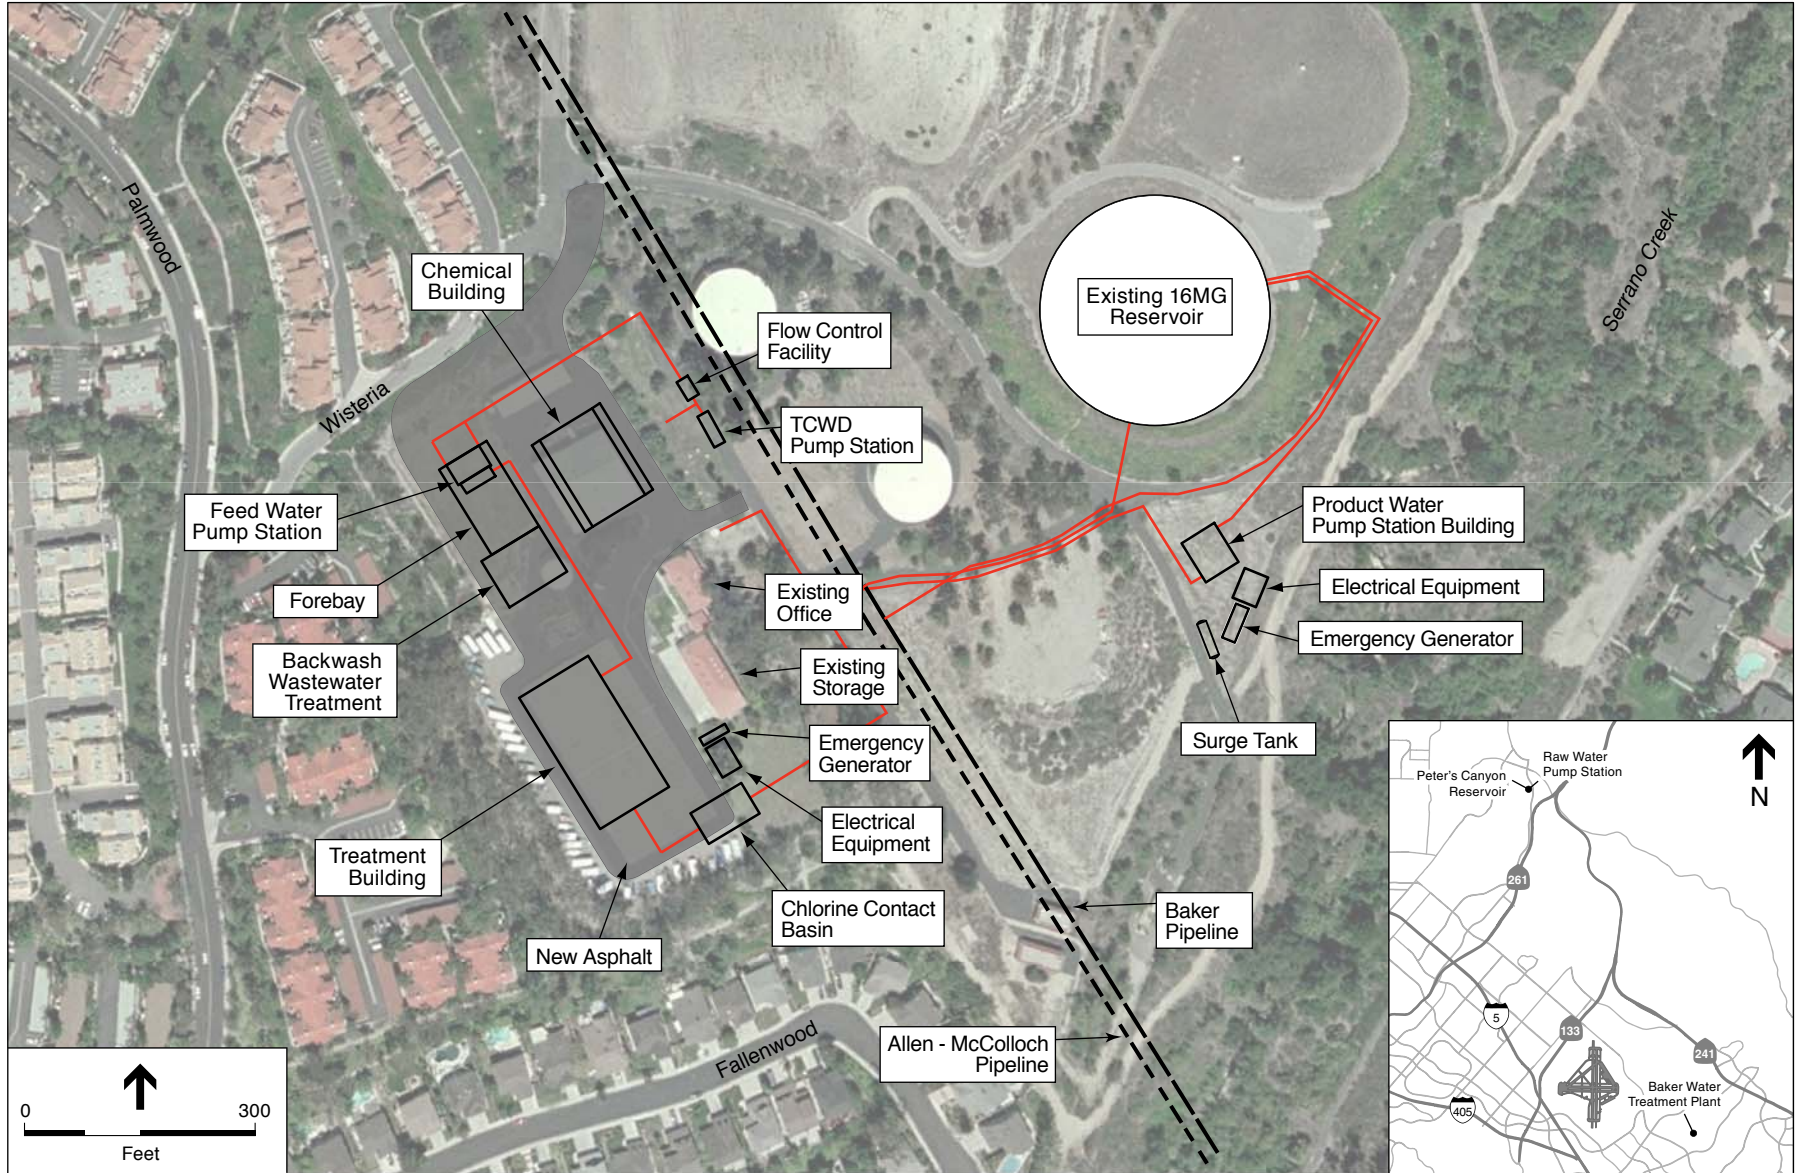 Palmwood
Wisteria
Serrano Creek
Fallenwood
Chemical
Building
Flow Control
Facility
Existing 16MG
Reservoir
TCWD
Pump Station
Feed Water
Pump Station
Product Water
Pump Station Building
Forebay
Existing
Office
Electrical Equipment
Emergency Generator
Backwash
Wastewater
Treatment
Existing
Storage
Surge Tank
Emergency
Generator
Electrical
Equipment
Treatment
Building
Chlorine Contact
Basin
Baker
Pipeline
New Asphalt
Allen - McColloch
Pipeline
0 300
Feet
Raw Water
Pump Station
Peter's Canyon
Reservoir
N
261
5
133
241
405
Baker Water
Treatment Plant